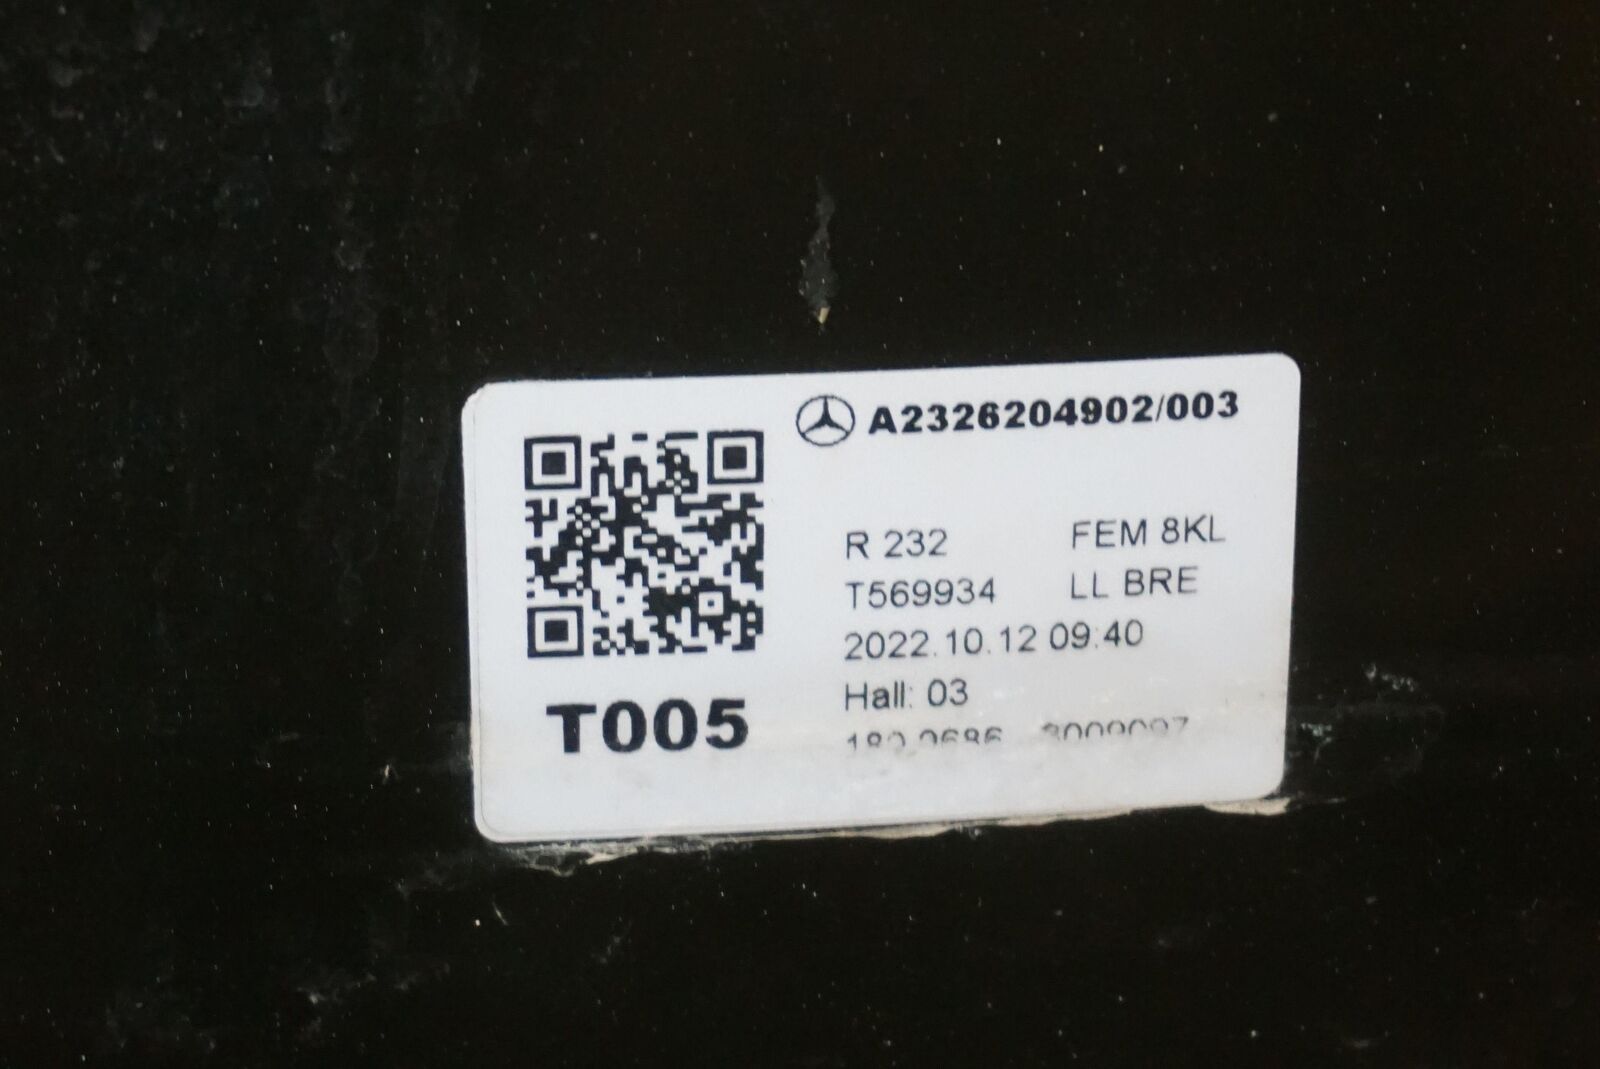 A2326204902/003
R 232 FEM 8KL
T569934 LL BRE
2022.10.12 09:40
Hall: 03
T005